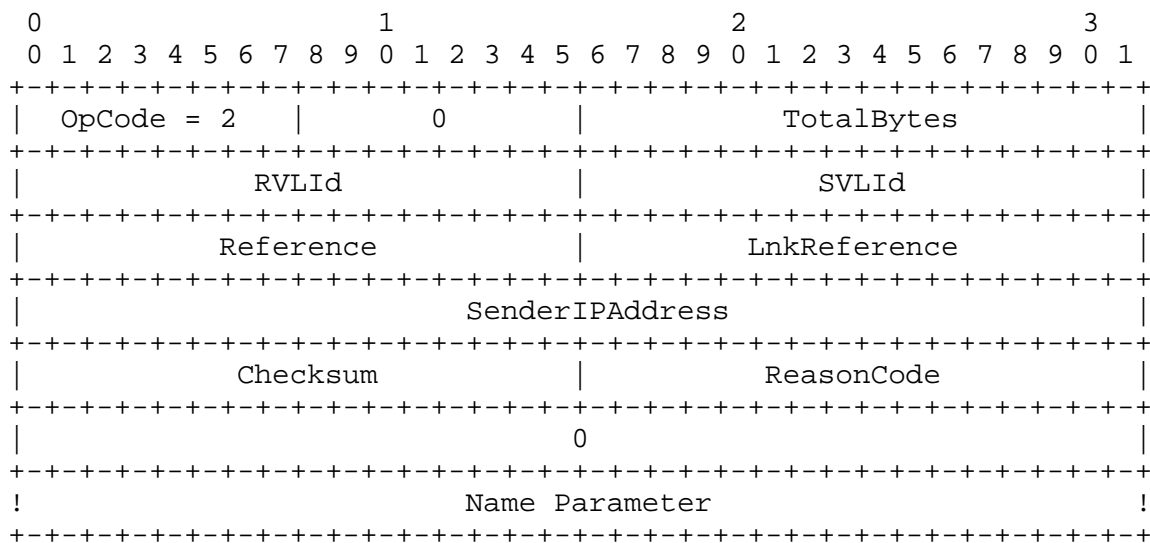 0                   1                   2                   3
 0 1 2 3 4 5 6 7 8 9 0 1 2 3 4 5 6 7 8 9 0 1 2 3 4 5 6 7 8 9 0 1
+-+-+-+-+-+-+-+-+-+-+-+-+-+-+-+-+-+-+-+-+-+-+-+-+-+-+-+-+-+-+-+-+
|  OpCode = 2   |       0       |           TotalBytes          |
+-+-+-+-+-+-+-+-+-+-+-+-+-+-+-+-+-+-+-+-+-+-+-+-+-+-+-+-+-+-+-+-+
|             RVLId             |             SVLId             |
+-+-+-+-+-+-+-+-+-+-+-+-+-+-+-+-+-+-+-+-+-+-+-+-+-+-+-+-+-+-+-+-+
|           Reference           |         LnkReference          |
+-+-+-+-+-+-+-+-+-+-+-+-+-+-+-+-+-+-+-+-+-+-+-+-+-+-+-+-+-+-+-+-+
|                         SenderIPAddress                       |
+-+-+-+-+-+-+-+-+-+-+-+-+-+-+-+-+-+-+-+-+-+-+-+-+-+-+-+-+-+-+-+-+
|            Checksum           |          ReasonCode           |
+-+-+-+-+-+-+-+-+-+-+-+-+-+-+-+-+-+-+-+-+-+-+-+-+-+-+-+-+-+-+-+-+
|                               0                               |
+-+-+-+-+-+-+-+-+-+-+-+-+-+-+-+-+-+-+-+-+-+-+-+-+-+-+-+-+-+-+-+-+
!                         Name Parameter                        !
+-+-+-+-+-+-+-+-+-+-+-+-+-+-+-+-+-+-+-+-+-+-+-+-+-+-+-+-+-+-+-+-+